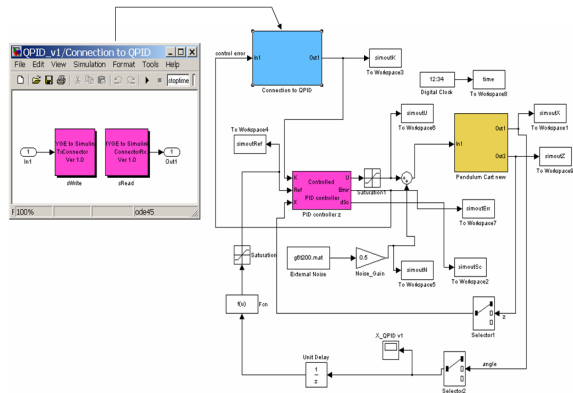 QPID_v1/Connection to QPID
File Edit View Simulation Format Tools Help
stoptime
1
In1
YGE to Simulin
TxConnector
Ver 1.0
sWrite
YGE to Simulin
ConnectorRx
Ver 1.0
sRead
1
Out1
100%
ode45
control error
In1
Out1
Connection to QPID
simoutK
To Workspace3
12:34
Digital Clock
time
To Workspace8
simoutU
To Workspace6
In1
Out1
Out2
Pendulum Cart new
simoutX
To Workspace1
simoutZ
To Workspace9
To Workspace4
simoutRef
K
Ref
X
Controlled
PID controller
U
Error
dSc
PID controller z
Saturation1
simoutErr
To Workspace7
g6t200.mat
External Noise
0.5
Noise_Gain
simoutN
To Workspace5
simoutSc
To Workspace2
Saturation
f(u)
Fcn
Selector1
z
X_QPID v1
Unit Delay
1
z
Selector2
angle